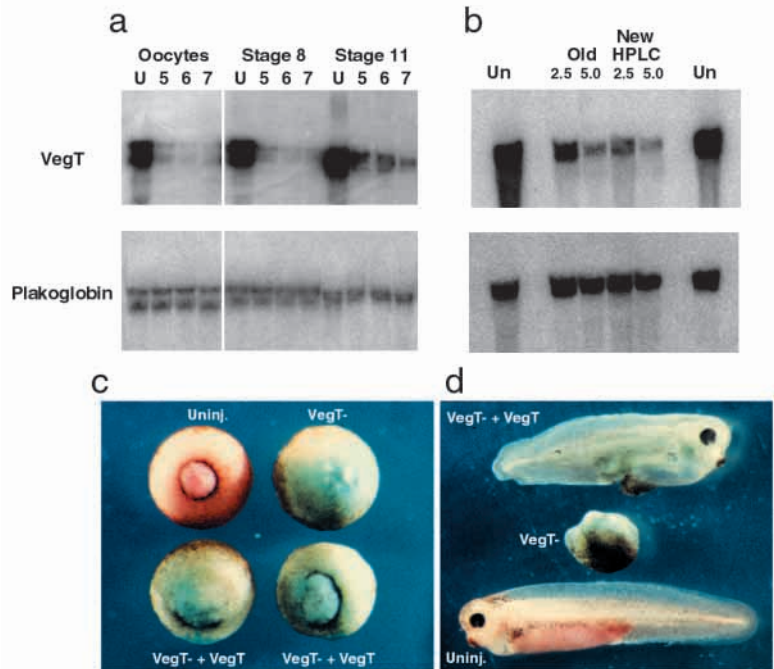 a
Oocytes Stage 8 Stage 11
U 5 6 7 U 5 6 7 U 5 6 7
VegT
Plakoglobin
b
New
Old HPLC
Un 2.5 5.0 2.5 5.0 Un
c
Uninj. VegT-
VegT- + VegT VegT- + VegT
d
VegT- + VegT
VegT-
Uninj.